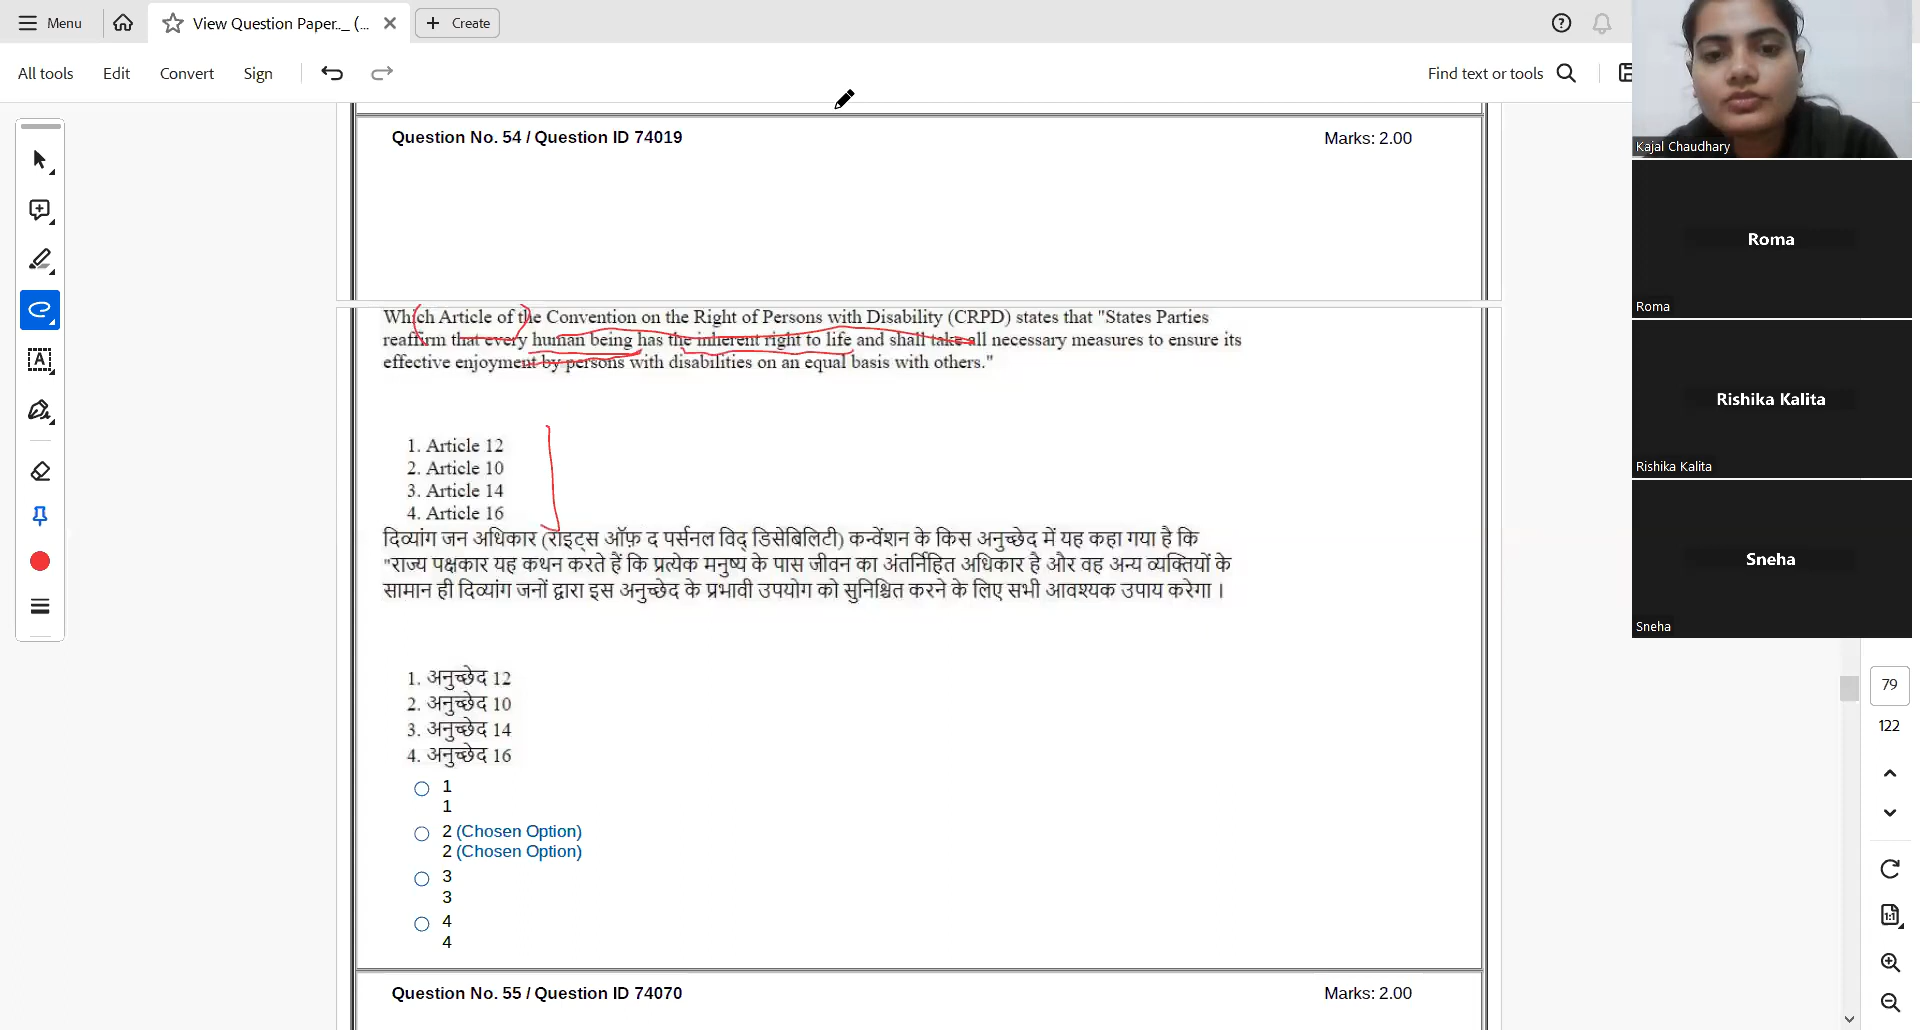 Menu
View Question Paper.._ (...
Create
All tools
Edit
Convert
Sign
Find text or tools
Question No. 54 / Question ID 74019
Marks: 2.00
Which Article of the Convention on the Right of Persons with Disability (CRPD) states that "States Parties
reaffirm that every human being has the inherent right to life and shall take all necessary measures to ensure its
effective enjoyment by persons with disabilities on an equal basis with others."
1. Article 12
2. Article 10
3. Article 14
4. Article 16
दिव्यांग जन अधिकार (राइट्स ऑफ़ द पर्सनल विद् डिसेबिलिटी) कन्वेंशन के किस अनुच्छेद में यह कहा गया है कि
"राज्य पक्षकार यह कथन करते हैं कि प्रत्येक मनुष्य के पास जीवन का अंतर्निहित अधिकार है और वह अन्य व्यक्तियों के
सामान ही दिव्यांग जनों द्वारा इस अनुच्छेद के प्रभावी उपयोग को सुनिश्चित करने के लिए सभी आवश्यक उपाय करेगा ।
1. अनुच्छेद 12
2. अनुच्छेद 10
3. अनुच्छेद 14
4. अनुच्छेद 16
1
1
2 (Chosen Option)
2 (Chosen Option)
3
3
4
4
Question No. 55 / Question ID 74070
Marks: 2.00
Kajal Chaudhary
Roma
Roma
Rishika Kalita
Rishika Kalita
Sneha
Sneha
79
122